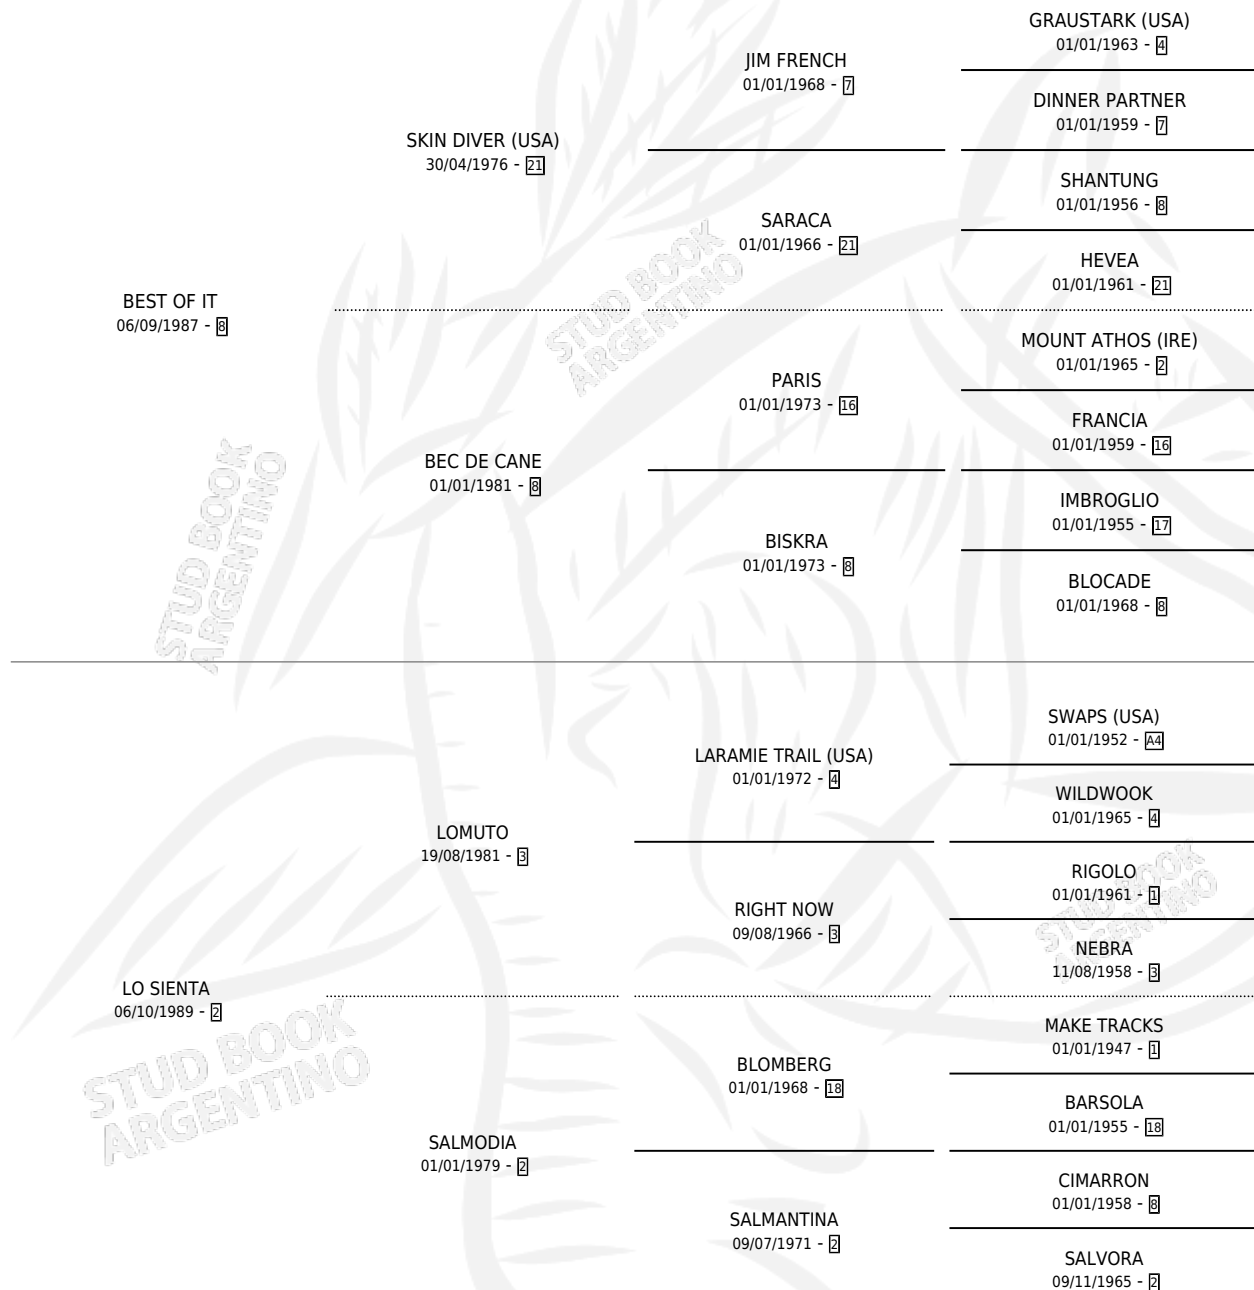 GRAUSTARK (USA)
01/01/1963 - 4
JIM FRENCH
01/01/1968 - 7
DINNER PARTNER
01/01/1959 - 7
SKIN DIVER (USA)
30/04/1976 - 21
SHANTUNG
01/01/1956 - 8
SARACA
01/01/1966 - 21
HEVEA
01/01/1961 - 21
BEST OF IT
06/09/1987 - 8
MOUNT ATHOS (IRE)
01/01/1965 - 2
PARIS
01/01/1973 - 16
FRANCIA
01/01/1959 - 16
BEC DE CANE
01/01/1981 - 8
IMBROGLIO
01/01/1955 - 17
BISKRA
01/01/1973 - 8
BLOCADE
01/01/1968 - 8
SWAPS (USA)
01/01/1952 - A4
LARAMIE TRAIL (USA)
01/01/1972 - 4
WILDWOOK
01/01/1965 - 4
LOMUTO
19/08/1981 - 3
RIGOLO
01/01/1961 - 1
RIGHT NOW
09/08/1966 - 3
NEBRA
11/08/1958 - 3
LO SIENTA
06/10/1989 - 2
MAKE TRACKS
01/01/1947 - 1
BLOMBERG
01/01/1968 - 18
BARSOLA
01/01/1955 - 18
SALMODIA
01/01/1979 - 2
CIMARRON
01/01/1958 - 8
SALMANTINA
09/07/1971 - 2
SALVORA
09/11/1965 - 2
STUD BOOK
ARGENTINO
STUD BOOK
ARGENTINO
STUD BOOK
ARGENTINO
STUD BOOK
ARGENTINO